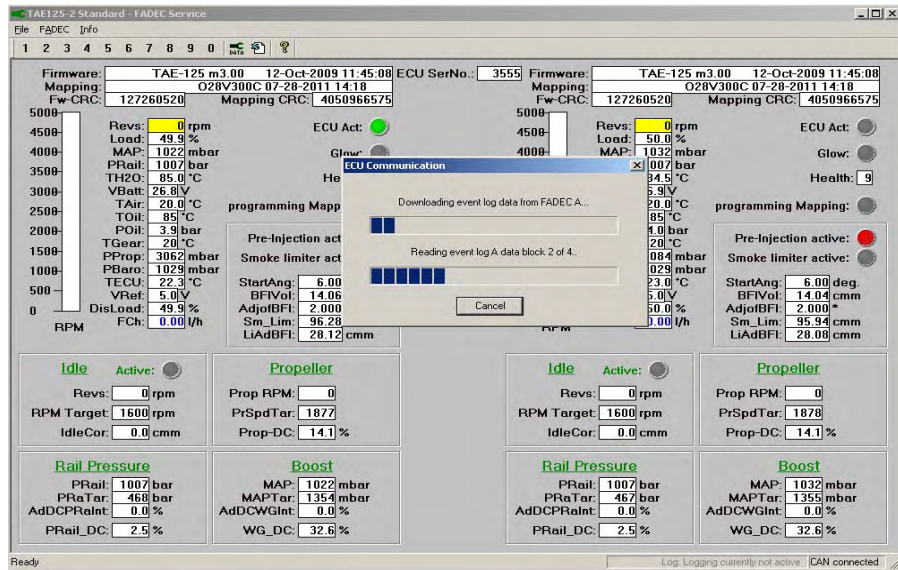 TAE125-2 Standard - FADEC Service
File FADEC Info
1 2 3 4 5 6 7 8 9 0 DATA ?
Firmware: TAE-125 m3.00 12-Oct-2009 11:45:08 ECU SerNo.: 3555 Firmware: TAE-125 m3.00 12-Oct-2009 11:45:08
Mapping: O28V300C 07-28-2011 14:18 Mapping: O28V300C 07-28-2011 14:18
Fw-CRC: 127260520 Mapping CRC: 4050966575 Fw-CRC: 127260520 Mapping CRC: 4050966575
5000
4500
4000
3500
3000
2500
2000
1500
1000
500
0
RPM
Revs: 0 rpm
Load: 49.9 %
MAP: 1022 mbar
PRail: 1007 bar
TH2O: 85.0 °C
VBatt: 26.8 V
TAir: 20.0 °C
TOil: 85 °C
POil: 3.9 bar
TGear: 20 °C
PProp: 3062 mbar
PBaro: 1029 mbar
TECU: 22.3 °C
VRef: 5.0 V
DisLoad: 49.9 %
FCh: 0.00 l/h
ECU Act:
Glow:
He
programming Mapp
Pre-Injection act
Smoke limiter act
StartAng: 6.00
BFIVol: 14.06
AdjofBFI: 2.000
Sm_Lim: 96.28
LiAdBFI: 28.12 cmm
ECU Communication
Downloading event log data from FADEC A...
Reading event log A data block 2 of 4..
Cancel
5000
4500
4000
RPM
Revs: 0 rpm
Load: 50.0 %
MAP: 1032 mbar
007 bar
34.5 °C
5.9 V
20.0 °C
85 °C
4.0 bar
20 °C
084 mbar
029 mbar
23.0 °C
5.0 V
50.0 %
0.00 l/h
ECU Act:
Glow:
Health: 9
programming Mapping:
Pre-Injection active:
Smoke limiter active:
StartAng: 6.00 deg.
BFIVol: 14.04 cmm
AdjofBFI: 2.000 °
Sm_Lim: 95.94 cmm
LiAdBFI: 28.08 cmm
Idle Active:
Revs: 0 rpm
RPM Target: 1600 rpm
IdleCor: 0.0 cmm
Propeller
Prop RPM: 0
PrSpdTar: 1877
Prop-DC: 14.1 %
Idle Active:
Revs: 0 rpm
RPM Target: 1600 rpm
IdleCor: 0.0 cmm
Propeller
Prop RPM: 0
PrSpdTar: 1878
Prop-DC: 14.1 %
Rail Pressure
PRail: 1007 bar
PRaTar: 468 bar
AdDCPRaInt: 0.0 %
PRail_DC: 2.5 %
Boost
MAP: 1022 mbar
MAPTar: 1354 mbar
AdDCWGInt: 0.0 %
WG_DC: 32.6 %
Rail Pressure
PRail: 1007 bar
PRaTar: 467 bar
AdDCPRaInt: 0.0 %
PRail_DC: 2.5 %
Boost
MAP: 1032 mbar
MAPTar: 1355 mbar
AdDCWGInt: 0.0 %
WG_DC: 32.6 %
Ready
Log: Logging currently not active CAN connected